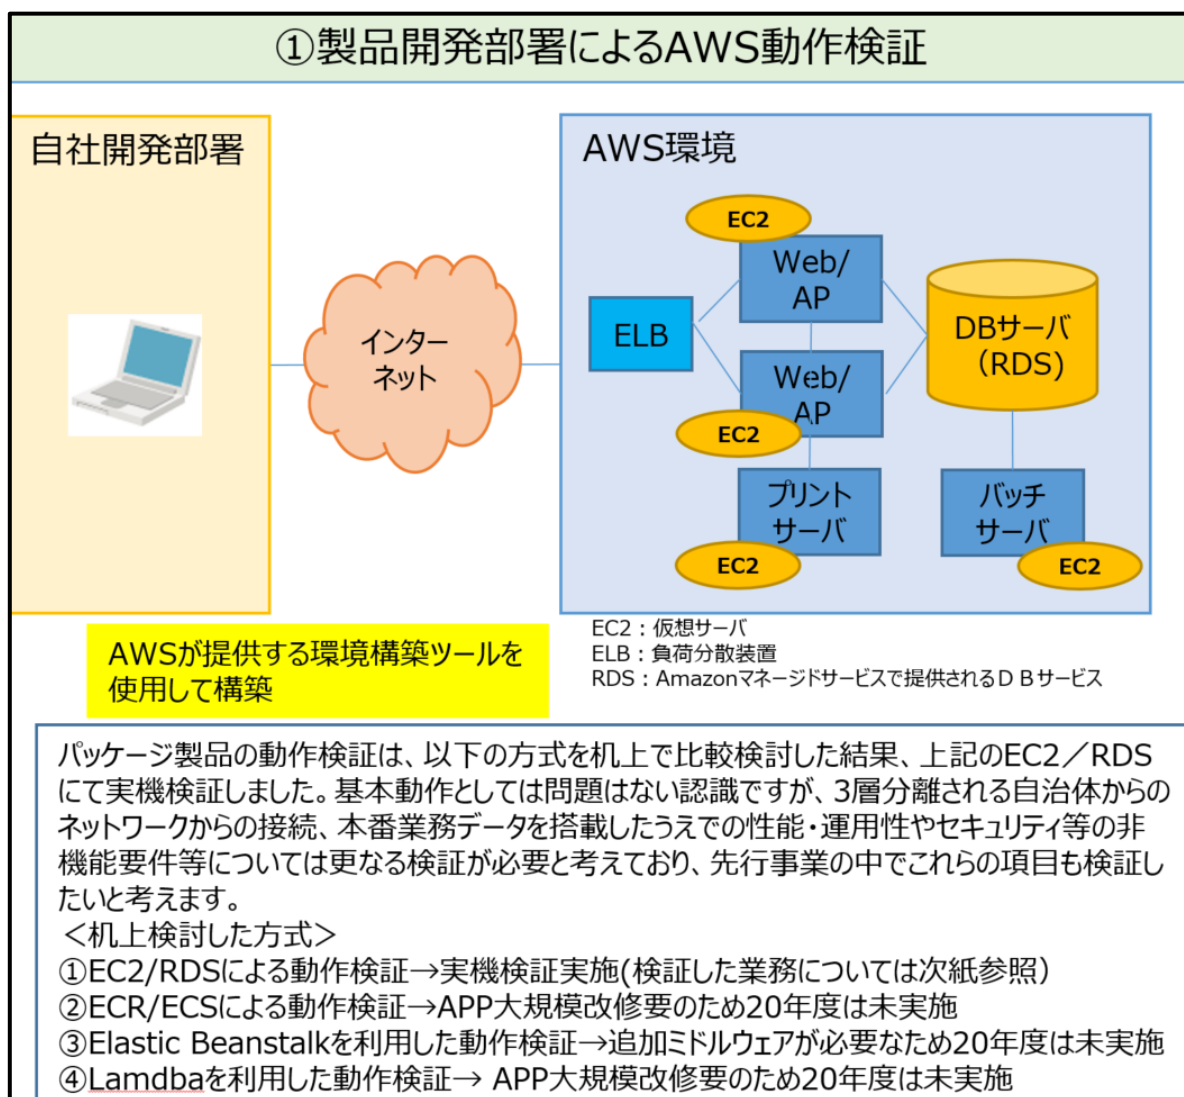 ①製品開発部署によるAWS動作検証
自社開発部署
インター
ネット
AWS環境
ELB
EC2
Web/
AP
Web/
AP
EC2
DBサーバ
（RDS）
プリント
サーバ
EC2
バッチ
サーバ
EC2
AWSが提供する環境構築ツールを
使用して構築
EC2：仮想サーバ
ELB：負荷分散装置
RDS：Amazonマネージドサービスで提供されるＤＢサービス
パッケージ製品の動作検証は、以下の方式を机上で比較検討した結果、上記のEC2／RDS
にて実機検証しました。基本動作としては問題はない認識ですが、3層分離される自治体からの
ネットワークからの接続、本番業務データを搭載したうえでの性能・運用性やセキュリティ等の非
機能要件等については更なる検証が必要と考えており、先行事業の中でこれらの項目も検証し
たいと考えます。
＜机上検討した方式＞
①EC2/RDSによる動作検証→実機検証実施(検証した業務については次紙参照）
②ECR/ECSによる動作検証→APP大規模改修要のため20年度は未実施
③Elastic Beanstalkを利用した動作検証→追加ミドルウェアが必要なため20年度は未実施
④Lamdbaを利用した動作検証→ APP大規模改修要のため20年度は未実施